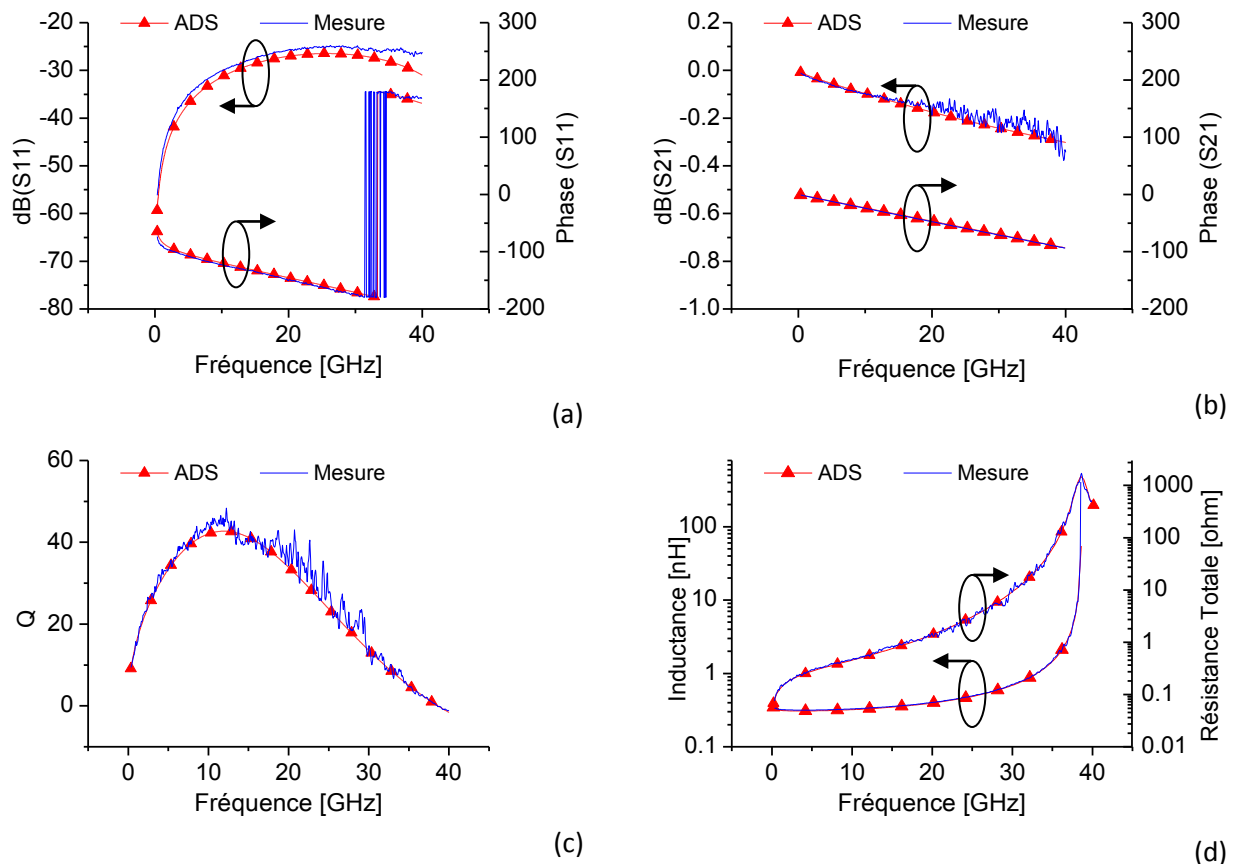 ADS Mesure
-20
-30
-40
-50
-60
-70
-80
dB(S11)
300
200
100
0
-100
-200
Phase (S11)
0 20 40
Fréquence [GHz]
(a)
ADS Mesure
0.2
0.0
-0.2
-0.4
-0.6
-0.8
-1.0
dB(S21)
300
200
100
0
-100
-200
Phase (S21)
0 20 40
Fréquence [GHz]
(b)
ADS Mesure
60
40
20
0
Q
0 10 20 30 40
Fréquence [GHz]
(c)
ADS Mesure
100
10
1
0.1
Inductance [nH]
1000
100
10
1
0.1
0.01
Résistance Totale [ohm]
0 10 20 30 40
Fréquence [GHz]
(d)